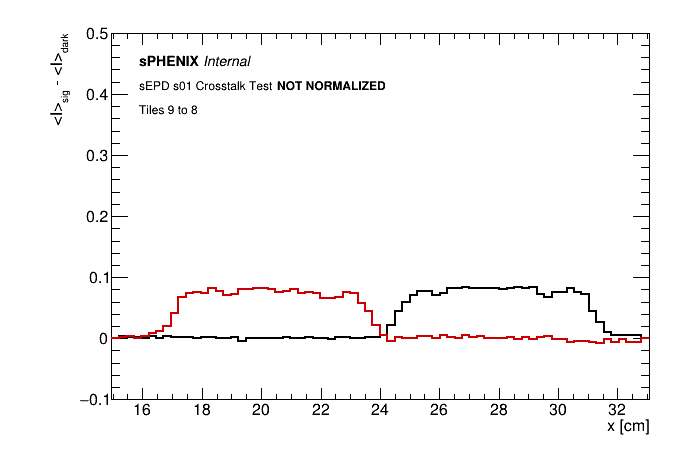 0.5
0.4
0.3
0.2
0.1
0
−0.1
<I>sig - <I>dark
sPHENIX Internal
sEPD s01 Crosstalk Test NOT NORMALIZED
Tiles 9 to 8
16 18 20 22 24 26 28 30 32
x [cm]